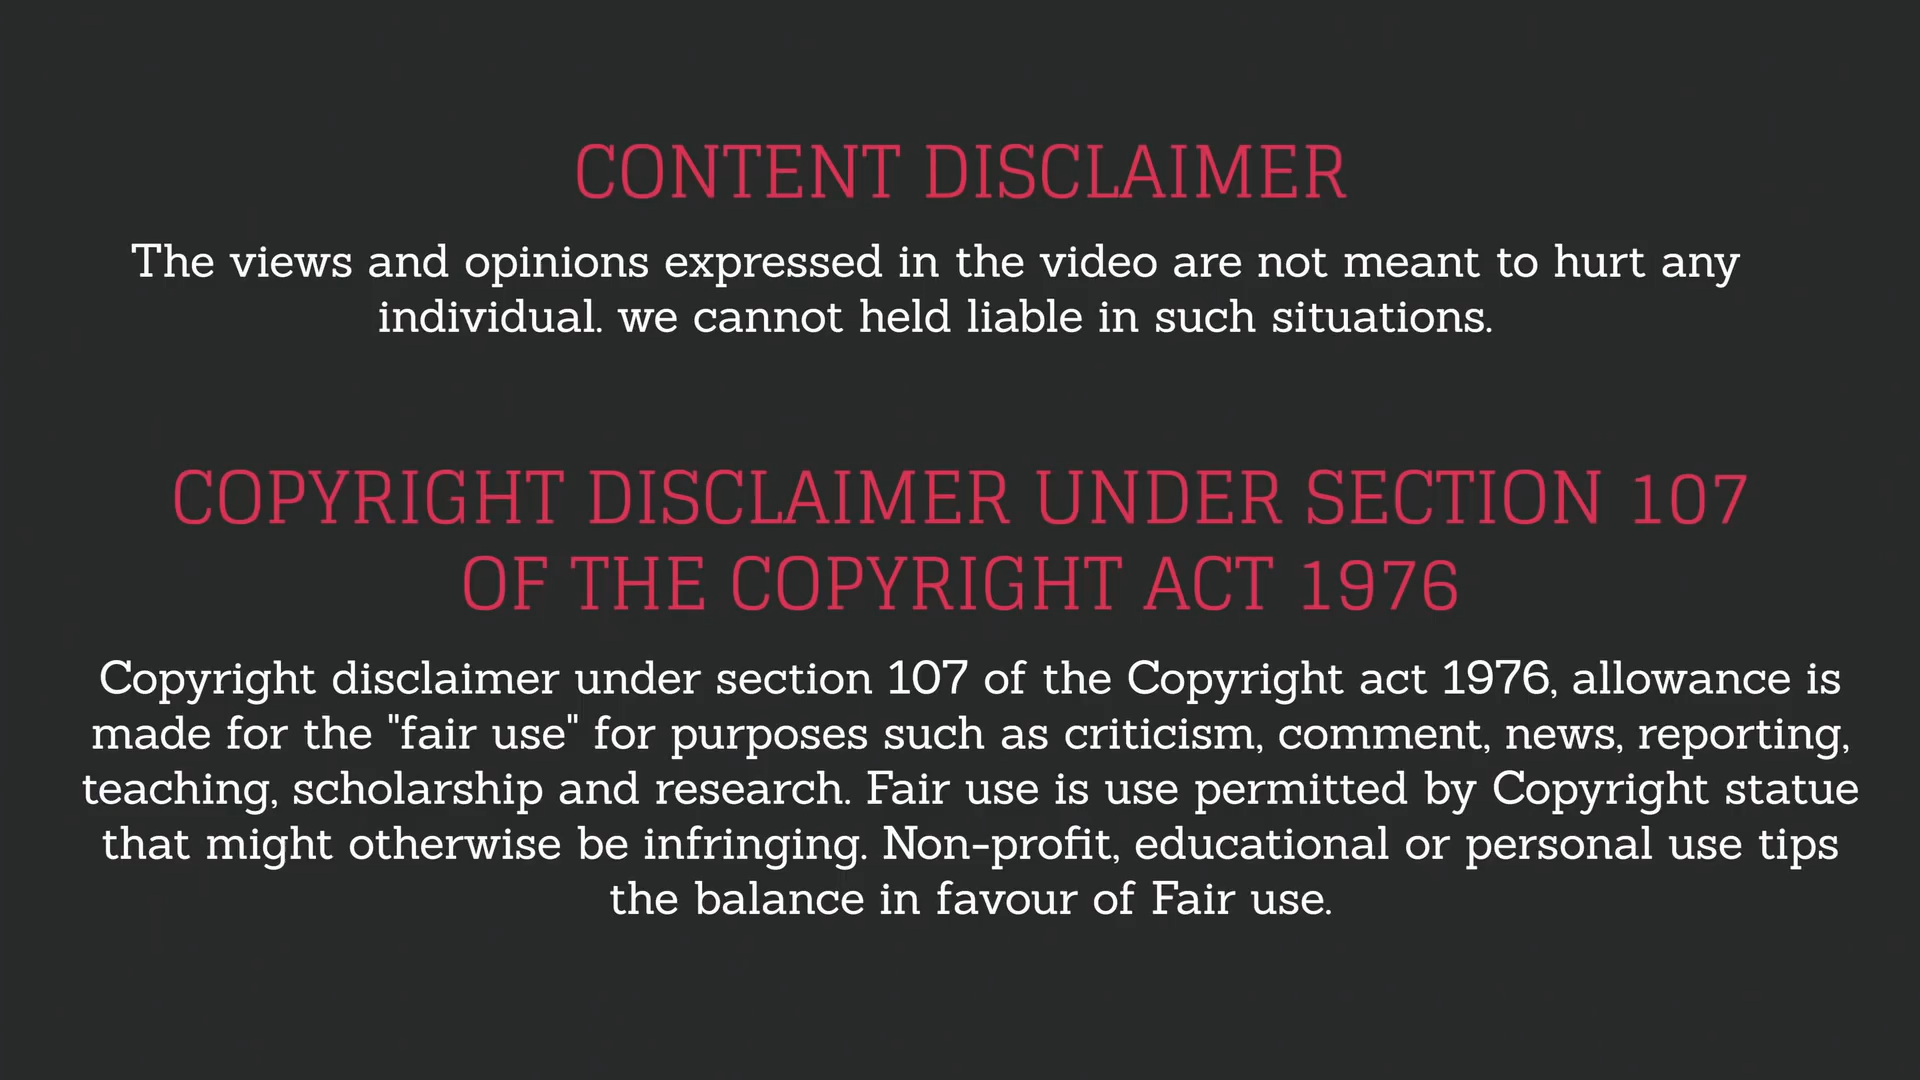 CONTENT DISCLAIMER
The views and opinions expressed in the video are not meant to hurt any
individual. we cannot held liable in such situations.
COPYRIGHT DISCLAIMER UNDER SECTION 107
OF THE COPYRIGHT ACT 1976
Copyright disclaimer under section 107 of the Copyright act 1976, allowance is
made for the "fair use" for purposes such as criticism, comment, news, reporting,
teaching, scholarship and research. Fair use is use permitted by Copyright statue
that might otherwise be infringing. Non-profit, educational or personal use tips
the balance in favour of Fair use.